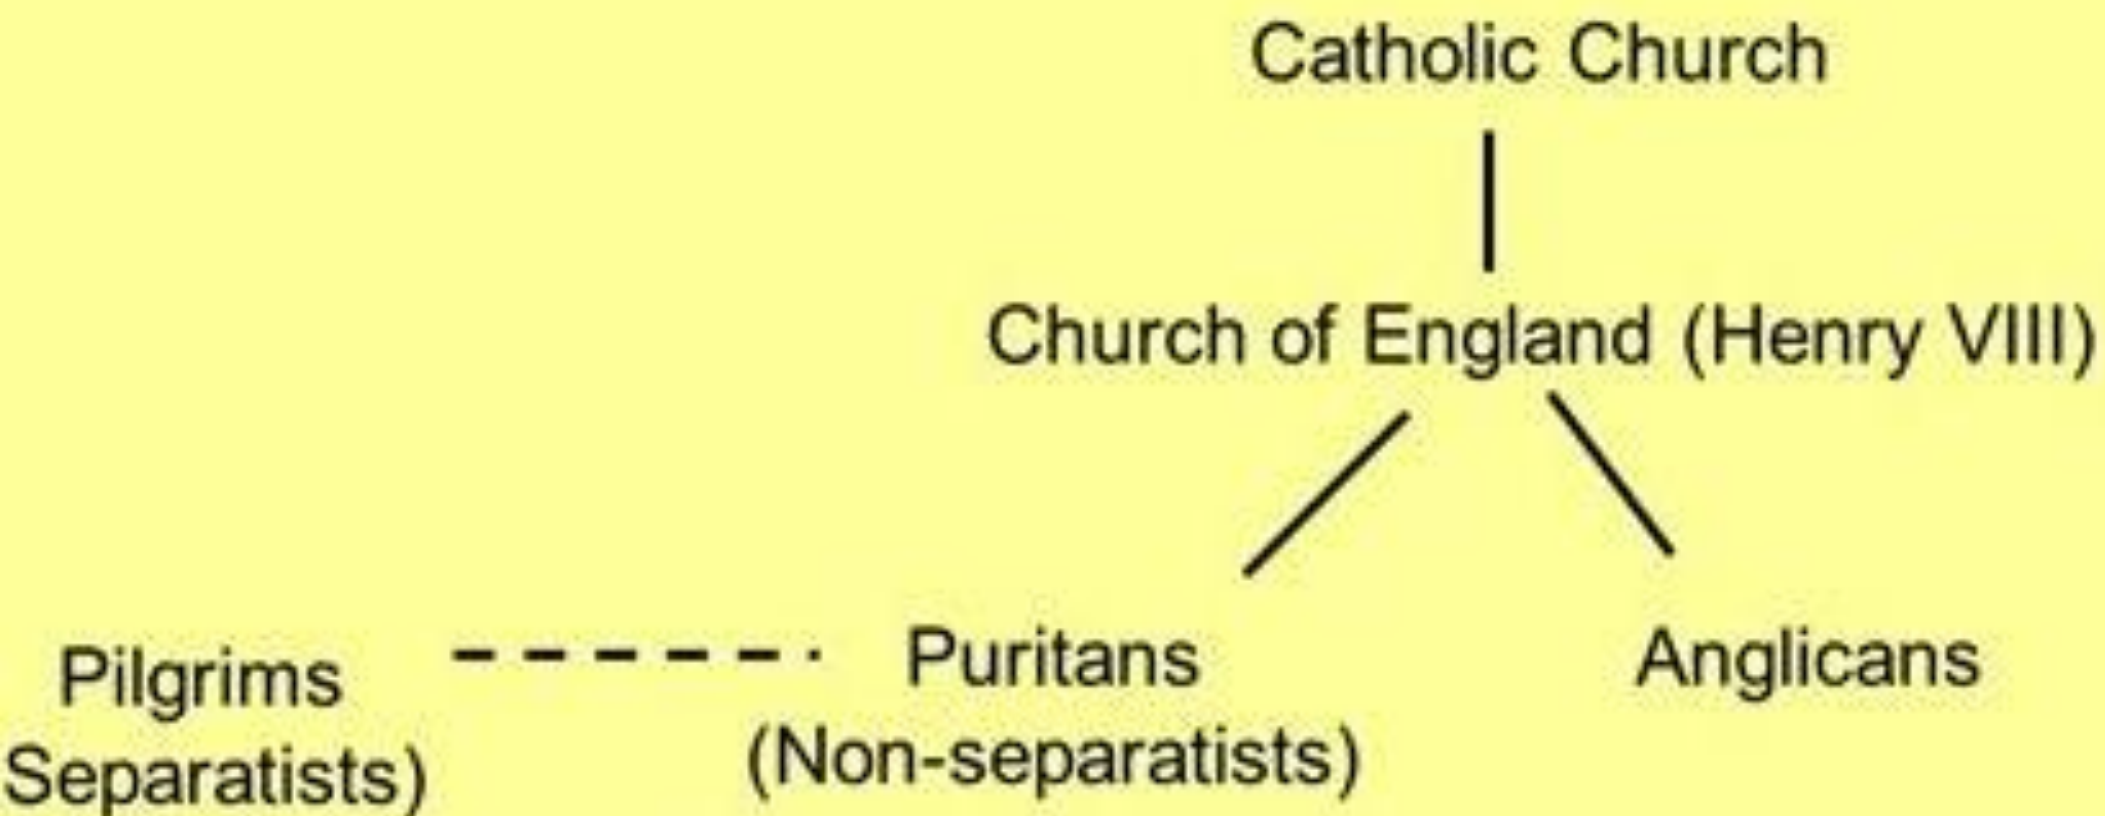 Catholic Church
Church of England (Henry VIII)
Pilgrims
Separatists)
Puritans
(Non-separatists)
Anglicans